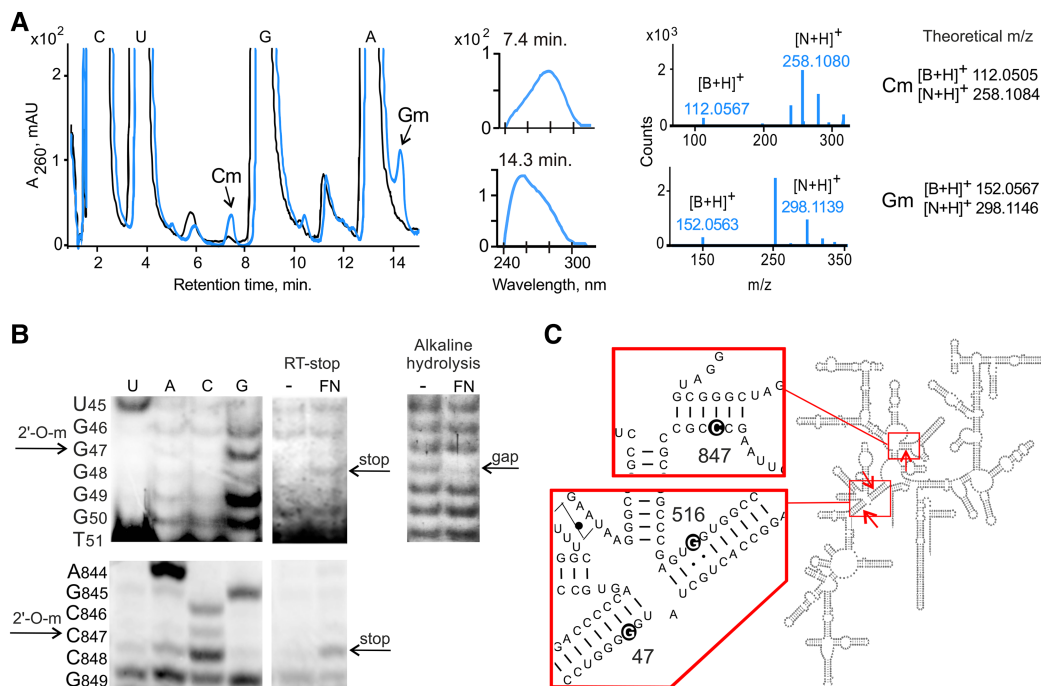 A
x10²
C U G A
Gm
Cm
A 260, mAU
2
1
0
2 4 6 8 10 12 14
Retention time, min.
x10²
7.4 min.
1
0
14.3 min.
1
0
240 300
Wavelength, nm
x10³
[N+H]⁺
258.1080
[B+H]⁺
112.0567
2
0
100 200 300
Counts
[N+H]⁺
298.1139
[B+H]⁺
152.0563
2
0
150 250 350
m/z
Theoretical m/z
Cm [B+H]⁺ 112.0505
[N+H]⁺ 258.1084
Gm [B+H]⁺ 152.0567
[N+H]⁺ 298.1146
B
RT-stop
Alkaline
hydrolysis
U A C G - FN - FN
U45
G46
2'-O-m
G47
G48
G49
G50
T51
stop
gap
A844
G845
C846
2'-O-m
C847
C848
G849
stop
C
847
516
47